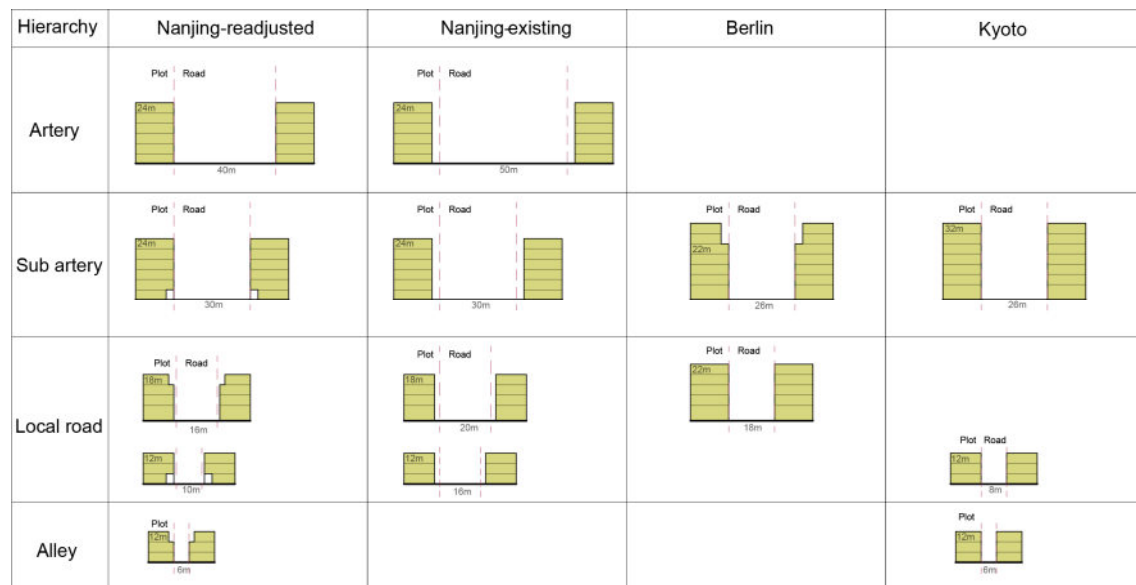 Hierarchy Nanjing-readjusted Nanjing-existing Berlin Kyoto
Artery
Plot Road
24m
40m
Plot Road
24m
50m
Sub artery
Plot Road
24m
30m
Plot Road
24m
30m
Plot Road
22m
26m
Plot Road
32m
26m
Local road
Plot Road
18m
16m
12m
10m
Plot Road
18m
20m
12m
16m
Plot Road
22m
18m
Plot Road
12m
8m
Alley
Plot
12m
6m
Plot
12m
6m